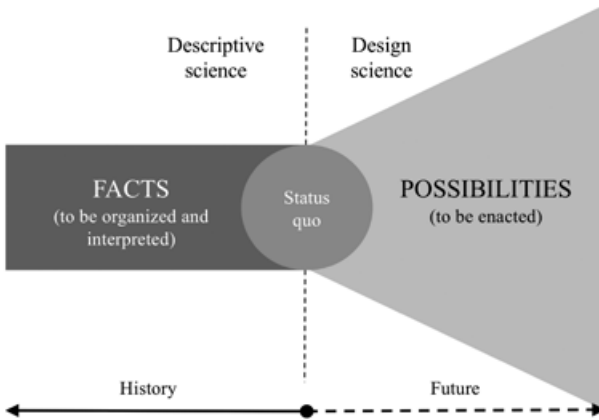 Descriptive
science
Design
science
FACTS
(to be organized and
interpreted)
Status
quo
POSSIBILITIES
(to be enacted)
History
Future